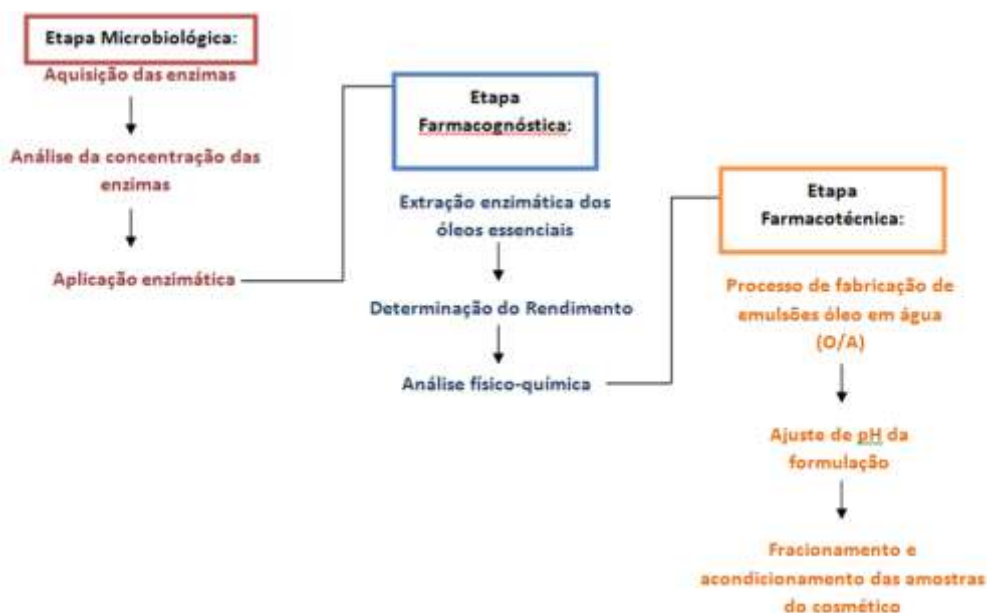 Etapa Microbiológica:
Aquisição das enzimas
Análise da concentração das
enzimas
Aplicação enzimática
Etapa
Farmacognóstica:
Extração enzimática dos
óleos essenciais
Determinação do Rendimento
Análise físico-química
Etapa
Farmacotécnica:
Processo de fabricação de
emulsões óleo em água
(O/A)
Ajuste de pH da
formulação
Fracionamento e
acondicionamento das amostras
do cosmético